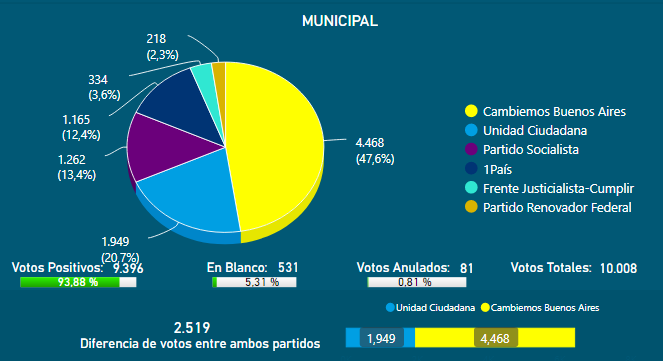 MUNICIPAL
218
(2,3%)
334
(3,6%)
1.165
(12,4%)
1.262
(13,4%)
1.949
(20,7%)
4.468
(47,6%)
Cambiemos Buenos Aires
Unidad Ciudadana
Partido Socialista
1País
Frente Justicialista-Cumplir
Partido Renovador Federal
Votos Positivos: 9.396
93,88 %
En Blanco: 531
5,31 %
Votos Anulados: 81
0,81 %
Votos Totales: 10.008
2.519
Diferencia de votos entre ambos partidos
Unidad Ciudadana Cambiemos Buenos Aires
1,949 4,468